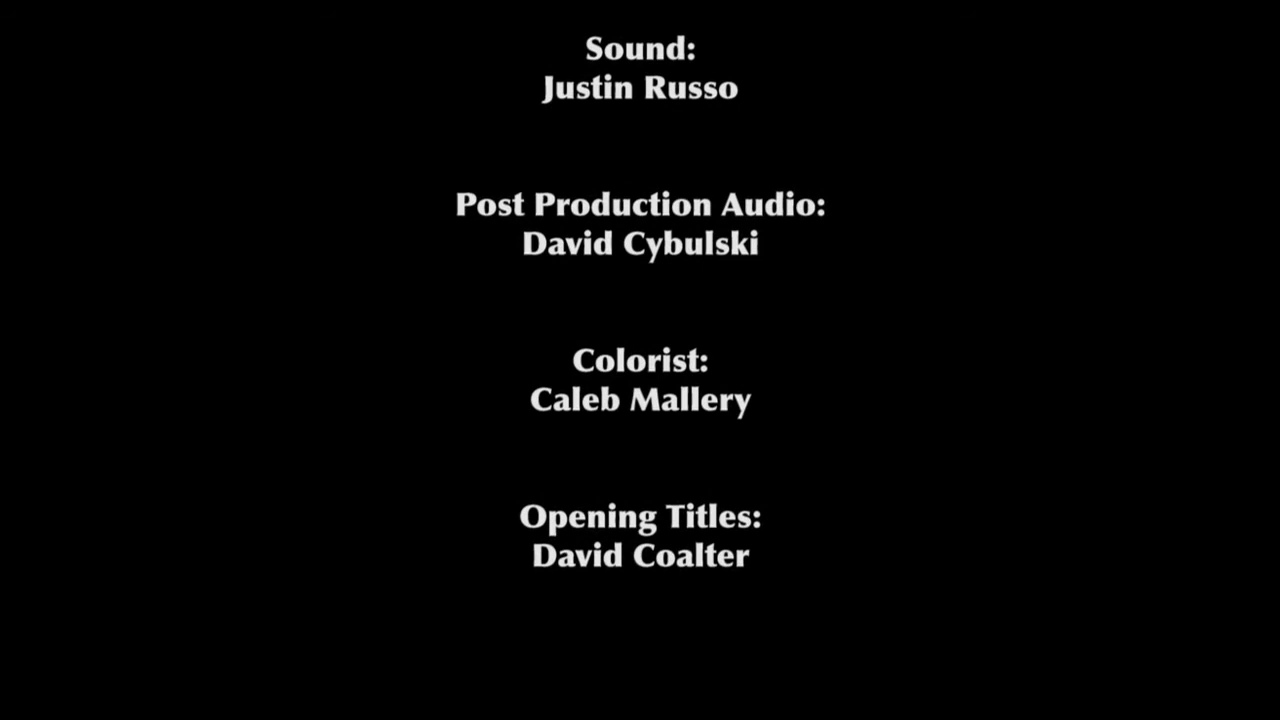 Sound:
Justin Russo
Post Production Audio:
David Cybulski
Colorist:
Caleb Mallery
Opening Titles:
David Coalter